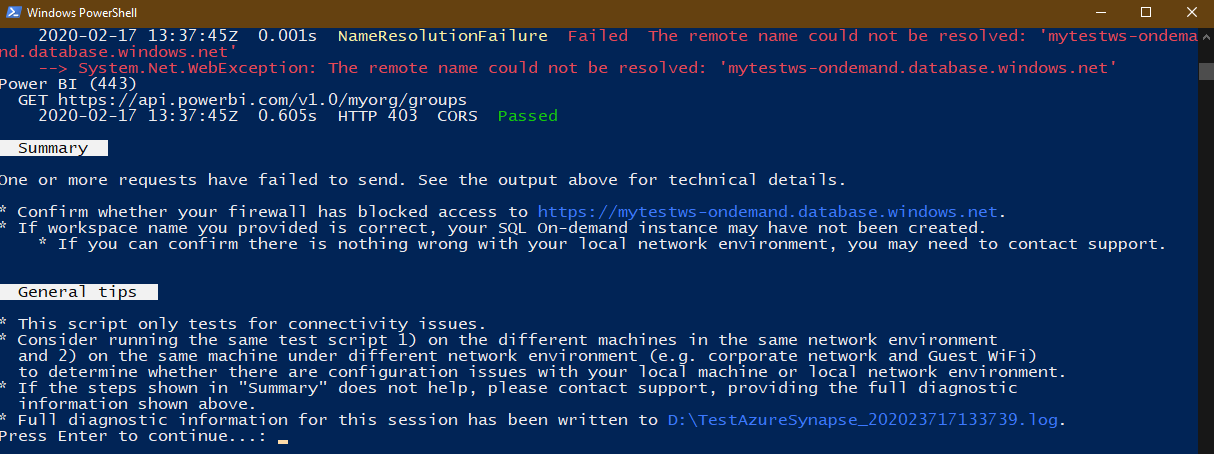 Windows PowerShell
2020-02-17 13:37:45Z  0.001s  NameResolutionFailure  Failed  The remote name could not be resolved: 'mytestws-ondema
nd.database.windows.net'
--> System.Net.WebException: The remote name could not be resolved: 'mytestws-ondemand.database.windows.net'
Power BI (443)
GET https://api.powerbi.com/v1.0/myorg/groups
2020-02-17 13:37:45Z  0.605s  HTTP 403  CORS  Passed
Summary
One or more requests have failed to send. See the output above for technical details.
* Confirm whether your firewall has blocked access to https://mytestws-ondemand.database.windows.net.
* If workspace name you provided is correct, your SQL On-demand instance may have not been created.
* If you can confirm there is nothing wrong with your local network environment, you may need to contact support.
General tips
* This script only tests for connectivity issues.
* Consider running the same test script 1) on the different machines in the same network environment
and 2) on the same machine under different network environment (e.g. corporate network and Guest WiFi)
to determine whether there are configuration issues with your local machine or local network environment.
* If the steps shown in "Summary" does not help, please contact support, providing the full diagnostic
information shown above.
* Full diagnostic information for this session has been written to D:\TestAzureSynapse_202023717133739.log.
Press Enter to continue...: